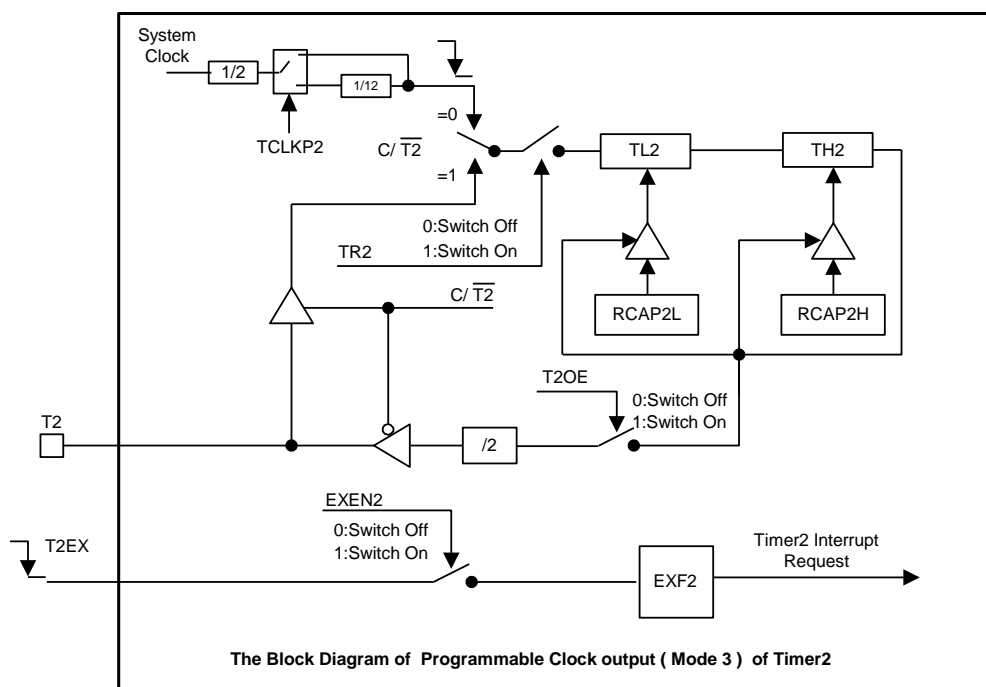 System
Clock
1/2
1/12
TCLKP2
=0
C/ T2
=1
TL2
TH2
0:Switch Off
1:Switch On
TR2
C/ T2
RCAP2L
RCAP2H
T2OE
0:Switch Off
1:Switch On
T2
/2
EXEN2
0:Switch Off
1:Switch On
T2EX
EXF2
Timer2 Interrupt
Request
The Block Diagram of Programmable Clock output ( Mode 3 ) of Timer2